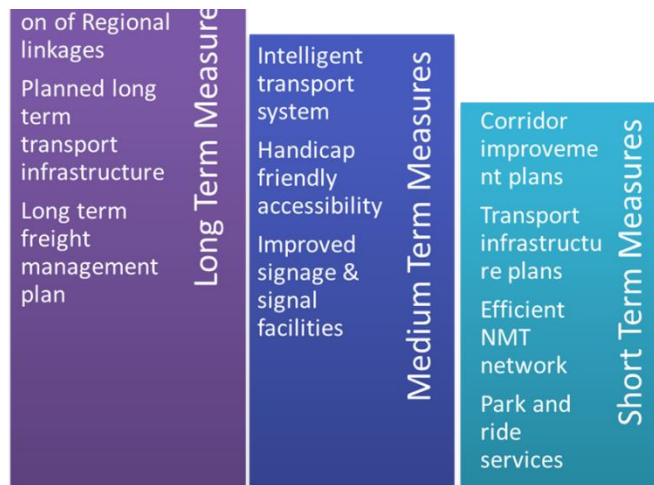 on of Regional
linkages
Planned long
term
transport
infrastructure
Long term
freight
management
plan
Long Term Measures
Intelligent
transport
system
Handicap
friendly
accessibility
Improved
signage &
signal
facilities
Medium Term Measures
Corridor
improveme
nt plans
Transport
infrastructu
re plans
Efficient
NMT
network
Park and
ride
services
Short Term Measures